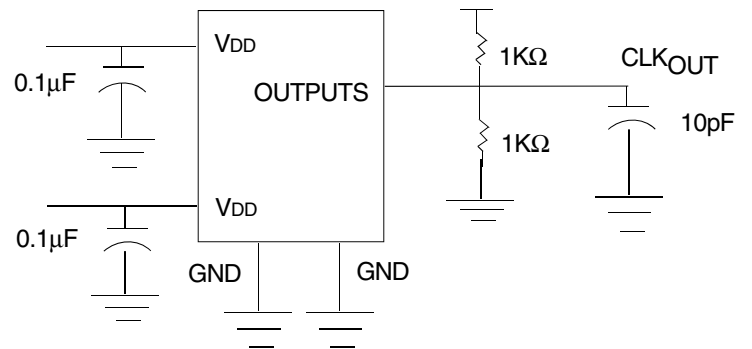 VDD
0.1μF
OUTPUTS
1KΩ
CLKOUT
10pF
1KΩ
VDD
0.1μF
GND
GND